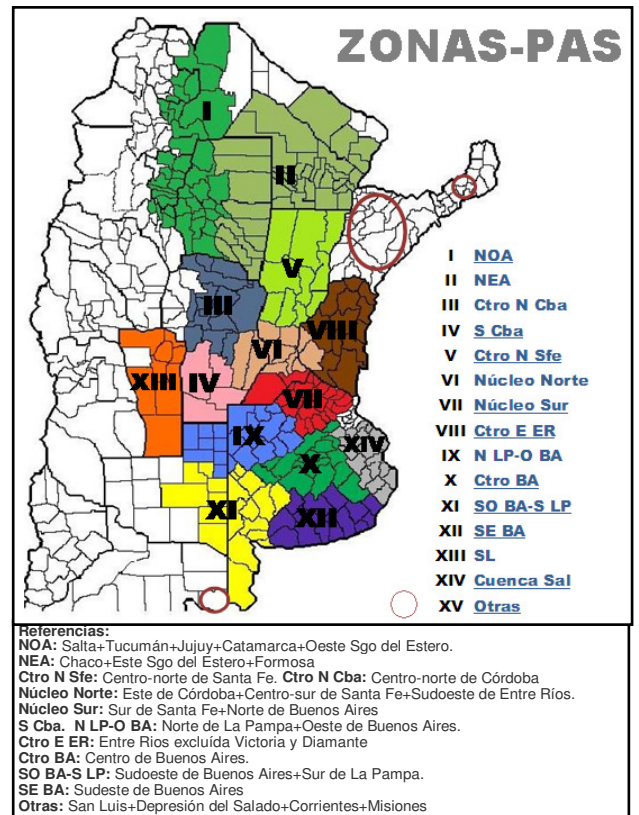 ZONAS-PAS
I
II
V
III
VIII
VI
XIII
IV
VII
IX
XIV
X
XI
XII
I NOA
II NEA
III Ctro N Cba
IV S Cba
V Ctro N Sfe
VI Núcleo Norte
VII Núcleo Sur
VIII Ctro E ER
IX N LP-O BA
X Ctro BA
XI SO BA-S LP
XII SE BA
XIII SL
XIV Cuenca Sal
XV Otras
Referencias:
NOA: Salta+Tucumán+Jujuy+Catamarca+Oeste Sgo del Estero.
NEA: Chaco+Este Sgo del Estero+Formosa
Ctro N Sfe: Centro-norte de Santa Fe. Ctro N Cba: Centro-norte de Córdoba
Núcleo Norte: Este de Córdoba+Centro-sur de Santa Fe+Sudoeste de Entre Ríos.
Núcleo Sur: Sur de Santa Fe+Norte de Buenos Aires
S Cba. N LP-O BA: Norte de La Pampa+Oeste de Buenos Aires.
Ctro E ER: Entre Rios excluída Victoria y Diamante
Ctro BA: Centro de Buenos Aires.
SO BA-S LP: Sudoeste de Buenos Aires+Sur de La Pampa.
SE BA: Sudeste de Buenos Aires
Otras: San Luis+Depresión del Salado+Corrientes+Misiones